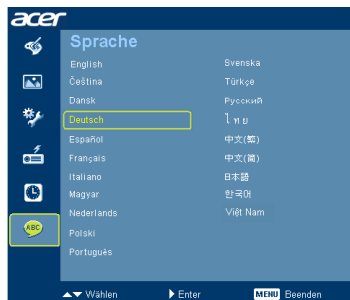 acer
Sprache
English
Čeština
Dansk
Deutsch
Español
Français
Italiano
Magyar
Nederlands
Polski
Português
Svenska
Türkçe
Русский
ไทย
中文(繁)
中文(简)
日本語
한국어
Việt Nam
ABC
▲▼ Wählen
▶ Enter
MENU Beenden